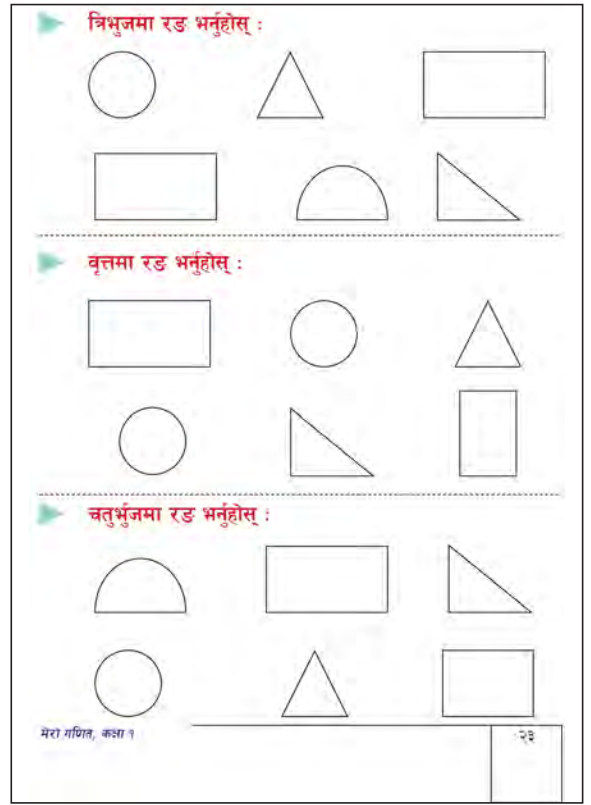 त्रिभुजमा रङ भर्नुहोस् :
वृत्तमा रङ भर्नुहोस् :
चतुर्भुजमा रङ भर्नुहोस् :
मेरो गणित, कक्षा १
२३